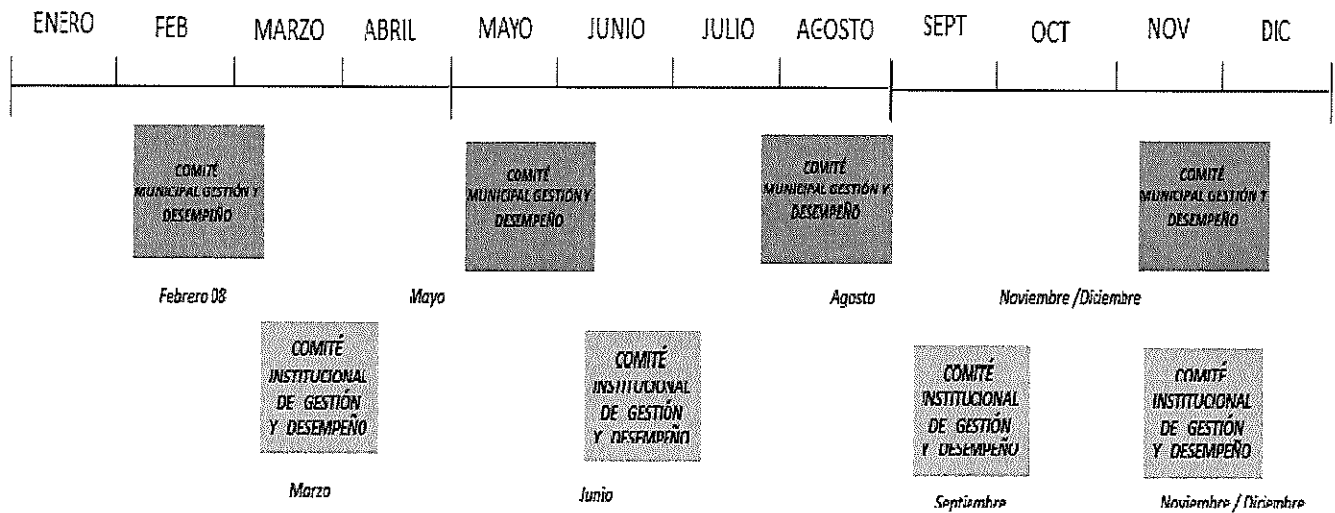 ENERO FEB MARZO ABRIL MAYO JUNIO JULIO AGOSTO SEPT OCT NOV DIC
COMITÉ
MUNICIPAL GESTIÓN Y
DESEMPEÑO
COMITÉ
MUNICIPAL GESTIÓN Y
DESEMPEÑO
COMITÉ
MUNICIPAL GESTIÓN Y
DESEMPEÑO
COMITÉ
MUNICIPAL GESTIÓN Y
DESEMPEÑO
Febrero 08 Mayo Agosto Noviembre /Diciembre
COMITÉ
INSTITUCIONAL
DE GESTIÓN
Y DESEMPEÑO
COMITÉ
INSTITUCIONAL
DE GESTIÓN
Y DESEMPEÑO
COMITÉ
INSTITUCIONAL
DE GESTIÓN
Y DESEMPEÑO
COMITÉ
INSTITUCIONAL
DE GESTIÓN
Y DESEMPEÑO
Marzo Junio Septiembre Noviembre / Diciembre